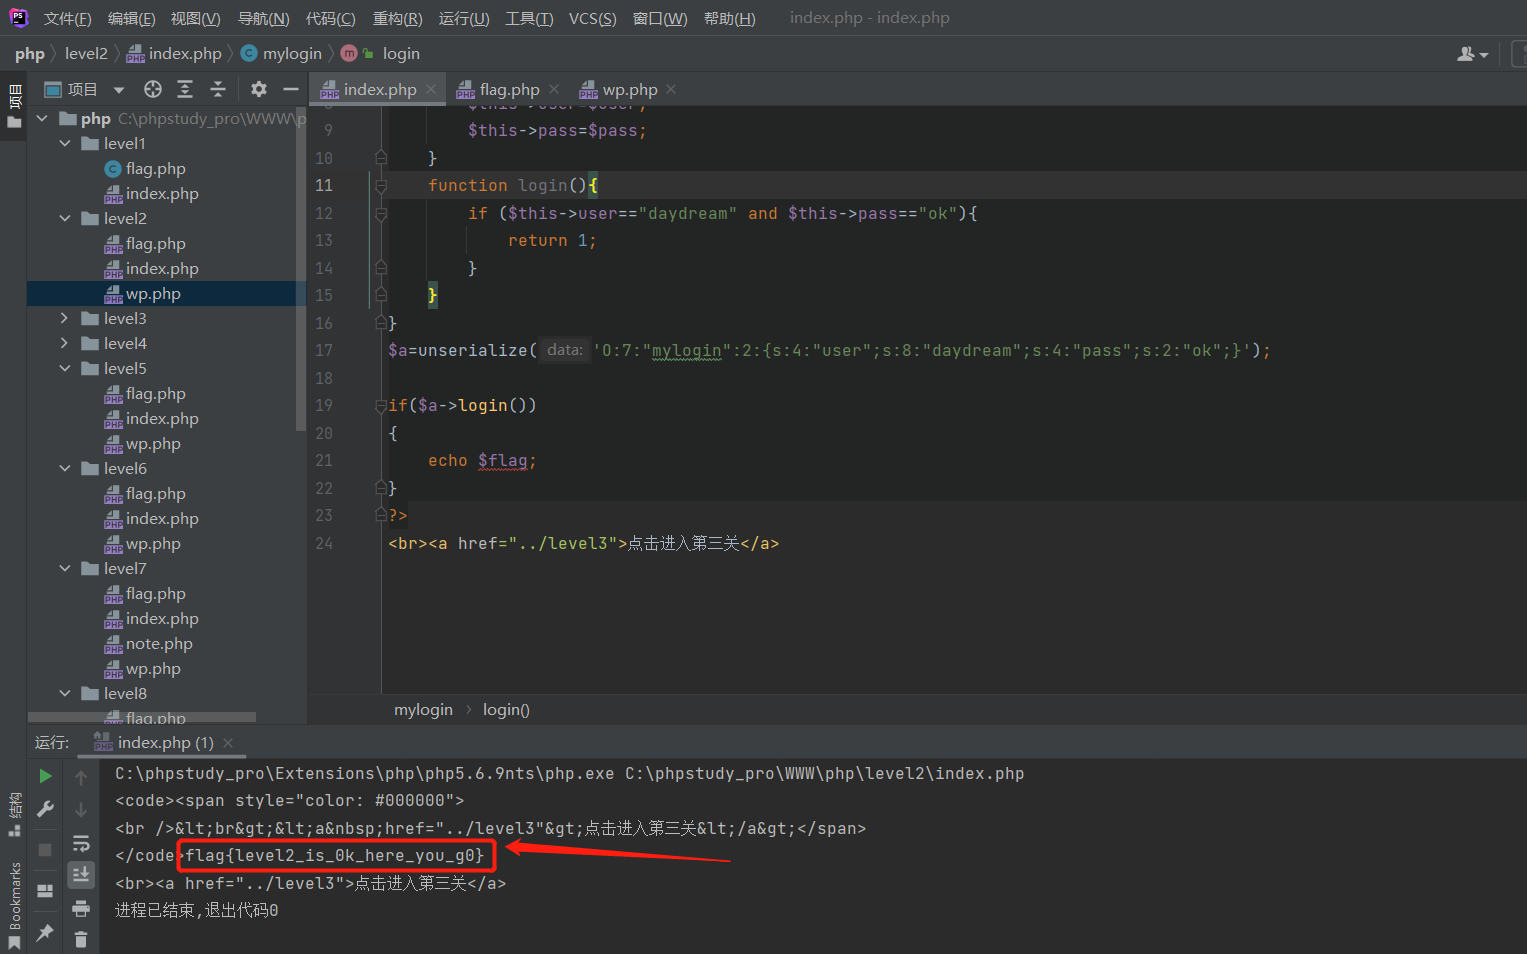 PS 文件(F) 编辑(E) 视图(V) 导航(N) 代码(C) 重构(R) 运行(U) 工具(T) VCS(S) 窗口(W) 帮助(H) index.php - index.php
php level2 index.php mylogin login
项目
项目
index.php flag.php wp.php
php C:\phpstudy_pro\WWW\p
level1
flag.php
index.php
level2
flag.php
index.php
wp.php
level3
level4
level5
flag.php
index.php
wp.php
level6
flag.php
index.php
wp.php
level7
flag.php
index.php
note.php
wp.php
level8
flag.php
8 $this->user=$user;
9 $this->pass=$pass;
10 }
11 function login(){
12 if ($this->user=="daydream" and $this->pass=="ok"){
13 return 1;
14 }
15 }
16 }
17 $a=unserialize( data: 'O:7:"mylogin":2:{s:4:"user";s:8:"daydream";s:4:"pass";s:2:"ok";}');
18
19 if($a->login())
20 {
21 echo $flag;
22 }
23 ?>
24 <br><a href="../level3">点击进入第三关</a>
mylogin login()
运行: index.php (1)
C:\phpstudy_pro\Extensions\php\php5.6.9nts\php.exe C:\phpstudy_pro\WWW\php\level2\index.php
<code><span style="color: #000000">
<br />&lt;br&gt;&lt;a&nbsp;href="../level3"&gt;点击进入第三关&lt;/a&gt;</span>
</code>flag{level2_is_0k_here_you_g0}
<br><a href="../level3">点击进入第三关</a>
进程已结束,退出代码0
结构
Bookmarks